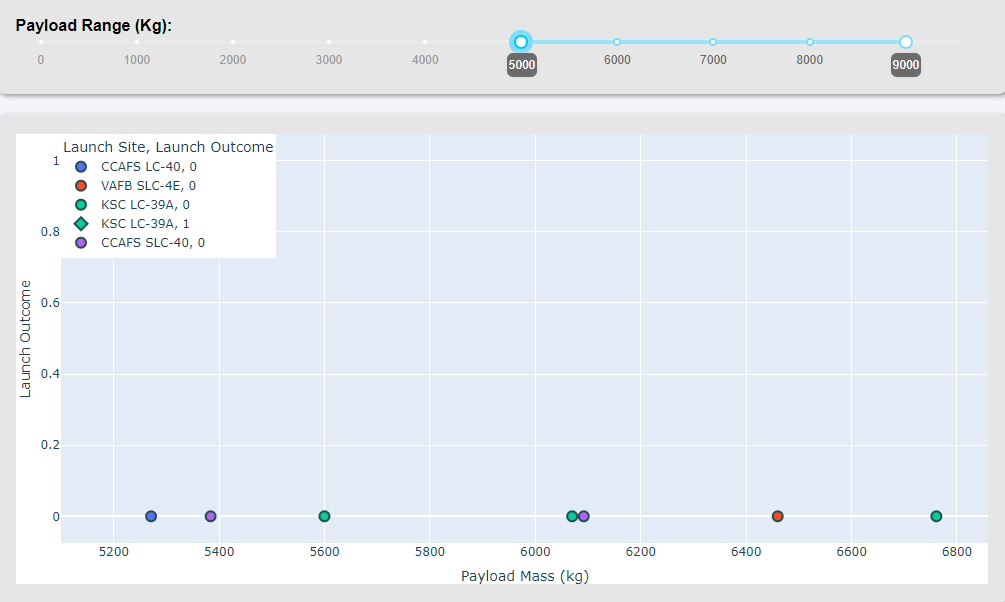 Payload Range (Kg):
0 1000 2000 3000 4000 5000 6000 7000 8000 9000
Launch Site, Launch Outcome
CCAFS LC-40, 0
VAFB SLC-4E, 0
KSC LC-39A, 0
KSC LC-39A, 1
CCAFS SLC-40, 0
1
0.8
0.6
0.4
0.2
0
Launch Outcome
5200 5400 5600 5800 6000 6200 6400 6600 6800
Payload Mass (kg)